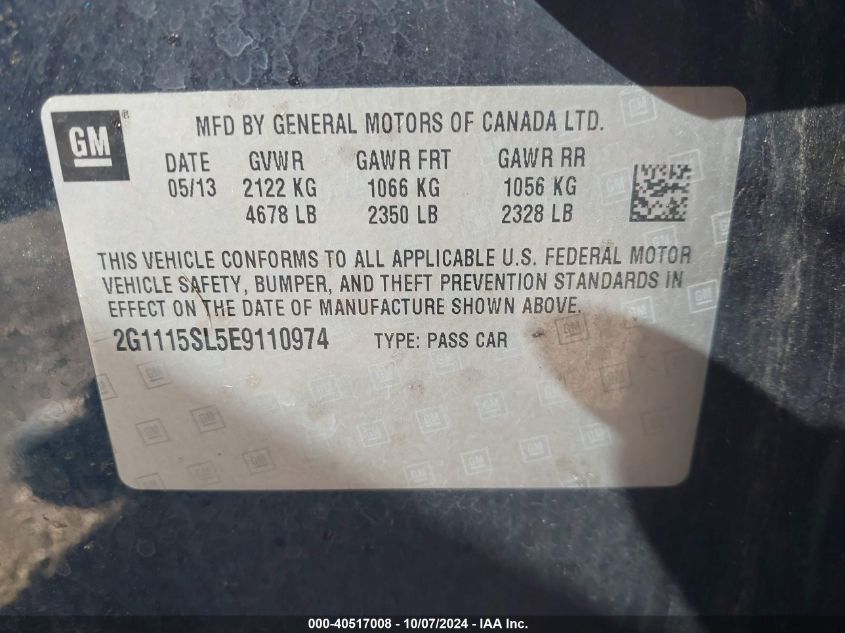 GM®
MFD BY GENERAL MOTORS OF CANADA LTD.
DATE GVWR GAWR FRT GAWR RR
05/13 2122 KG 1066 KG 1056 KG
4678 LB 2350 LB 2328 LB
THIS VEHICLE CONFORMS TO ALL APPLICABLE U.S. FEDERAL MOTOR
VEHICLE SAFETY, BUMPER, AND THEFT PREVENTION STANDARDS IN
EFFECT ON THE DATE OF MANUFACTURE SHOWN ABOVE.
2G1115SL5E9110974 TYPE: PASS CAR
000-40517008 - 10/07/2024 - IAA Inc.